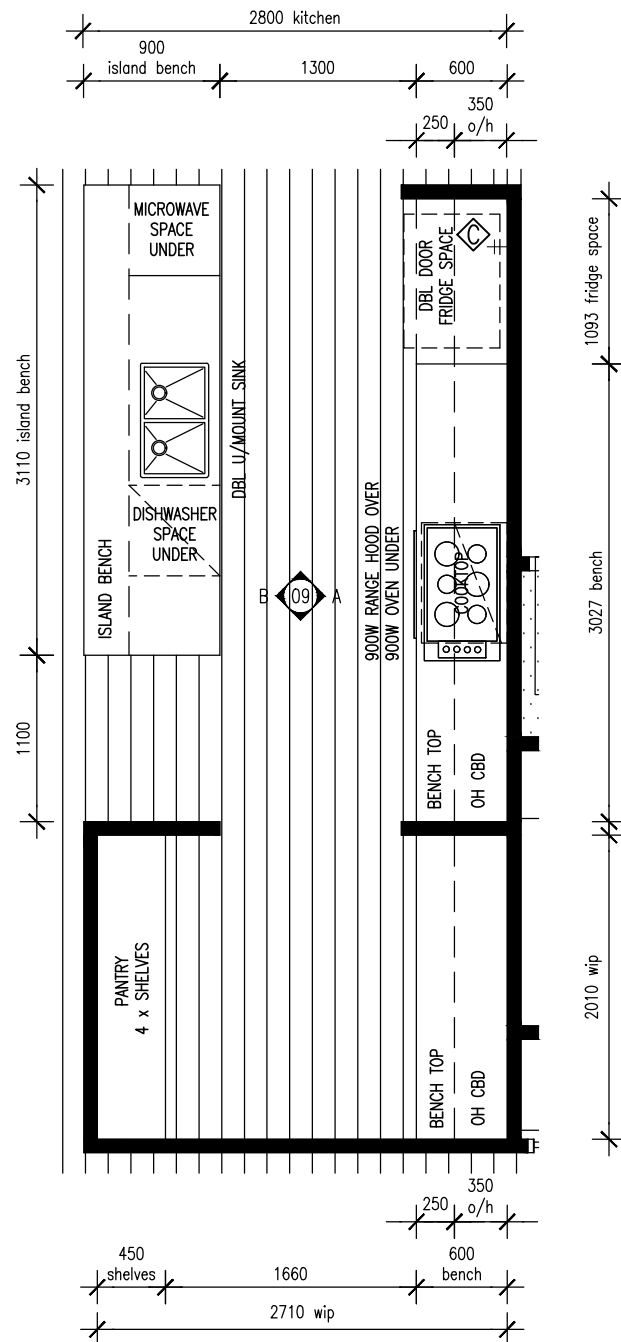 2800 kitchen
900
island bench
1300
600
250
350
o/h
MICROWAVE
SPACE
UNDER
C
DBL DOOR
FRIDGE SPACE
1093 fridge space
3110 island bench
DBL U/MOUNT SINK
DISHWASHER
SPACE
UNDER
ISLAND BENCH
B 09 A
900W RANGE HOOD OVER
900W OVEN UNDER
COOKTOP
3027 bench
1100
BENCH TOP
OH CBD
PANTRY
4 x SHELVES
2010 wip
BENCH TOP
OH CBD
250
350
o/h
450
shelves
1660
600
bench
2710 wip